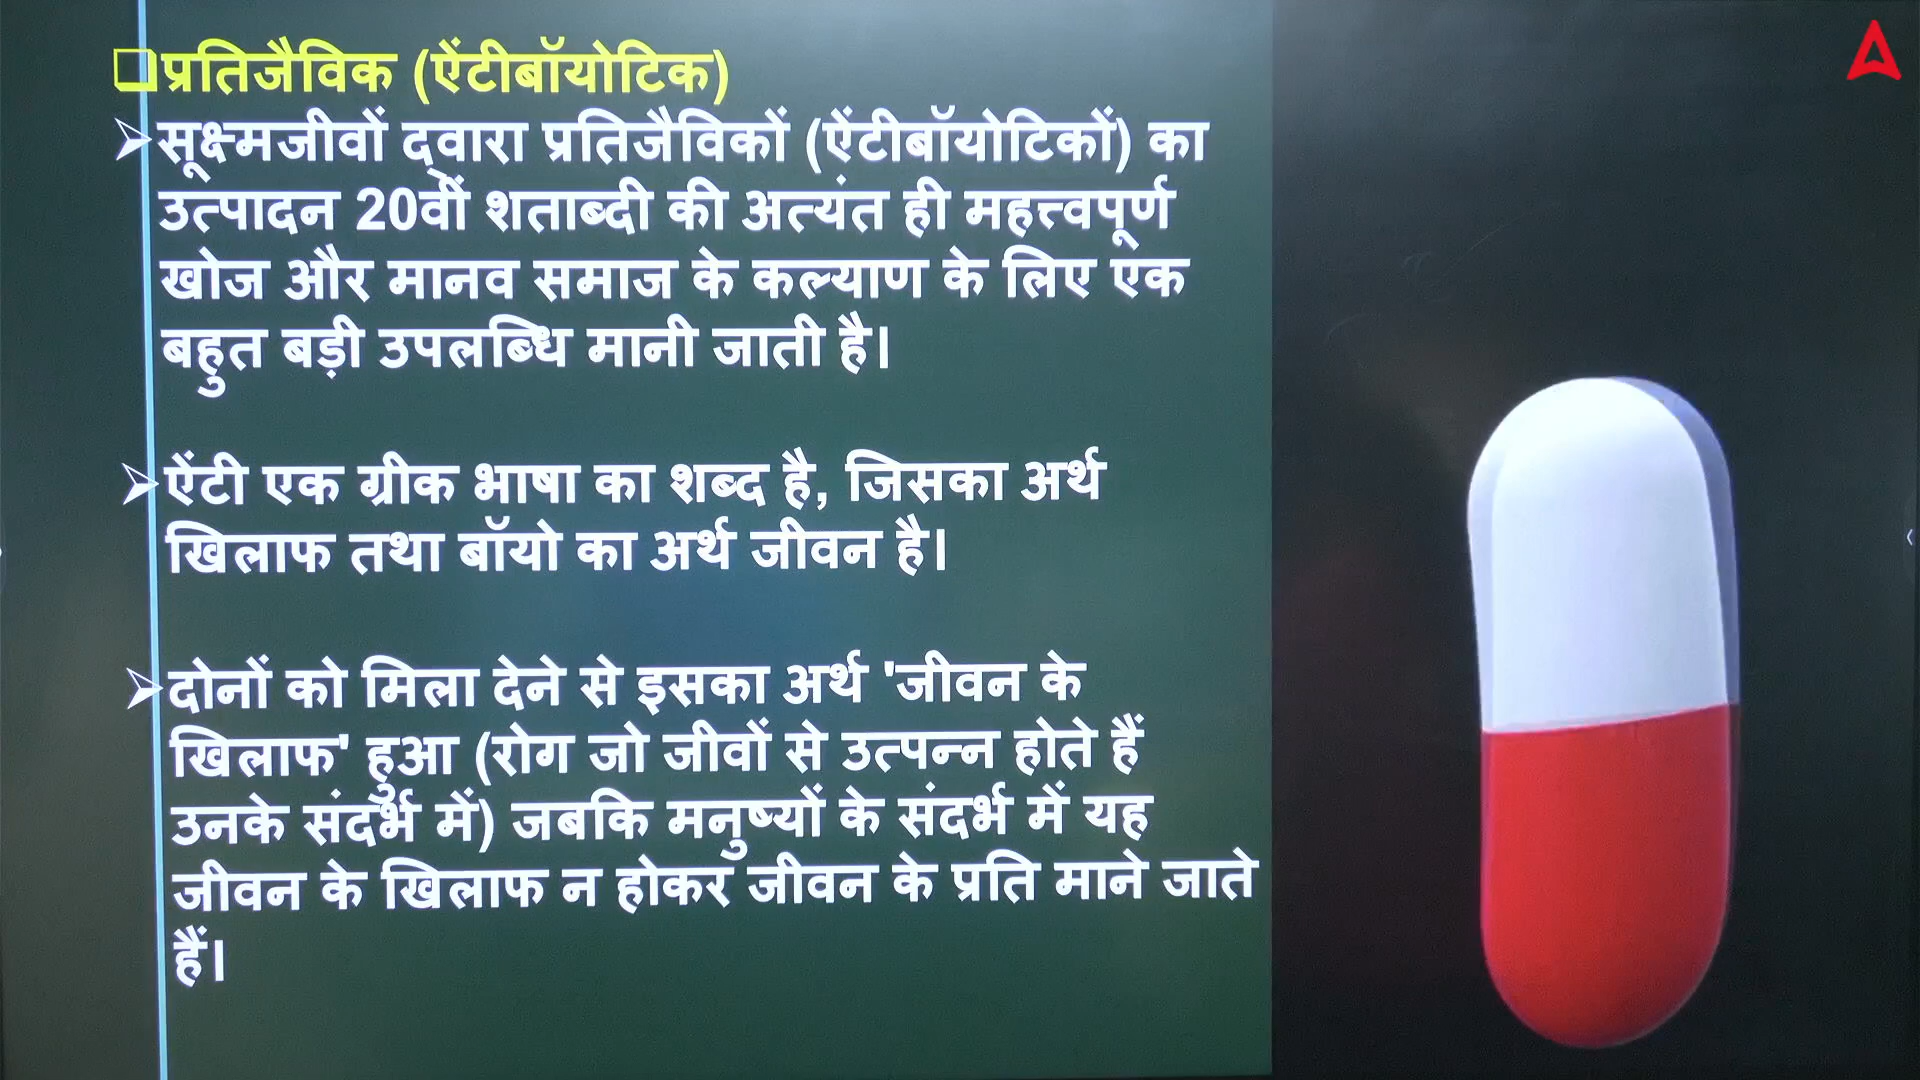 ❑प्रतिजैविक (ऐंटीबॉयोटिक)
➢सूक्ष्मजीवों द्वारा प्रतिजैविकों (ऐंटीबॉयोटिकों) का
उत्पादन 20वीं शताब्दी की अत्यंत ही महत्त्वपूर्ण
खोज और मानव समाज के कल्याण के लिए एक
बहुत बड़ी उपलब्धि मानी जाती है।
➢ऐंटी एक ग्रीक भाषा का शब्द है, जिसका अर्थ
खिलाफ तथा बॉयो का अर्थ जीवन है।
➢दोनों को मिला देने से इसका अर्थ 'जीवन के
खिलाफ' हुआ (रोग जो जीवों से उत्पन्न होते हैं
उनके संदर्भ में) जबकि मनुष्यों के संदर्भ में यह
जीवन के खिलाफ न होकर जीवन के प्रति माने जाते
हैं।